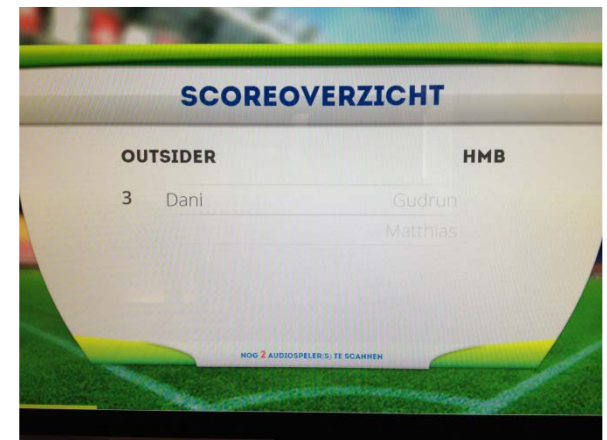 SCOREOVERZICHT
OUTSIDER HMB
3 Dani Gudrun
Matthias
NOG 2 AUDIOSPELER(S) TE SCANNEN